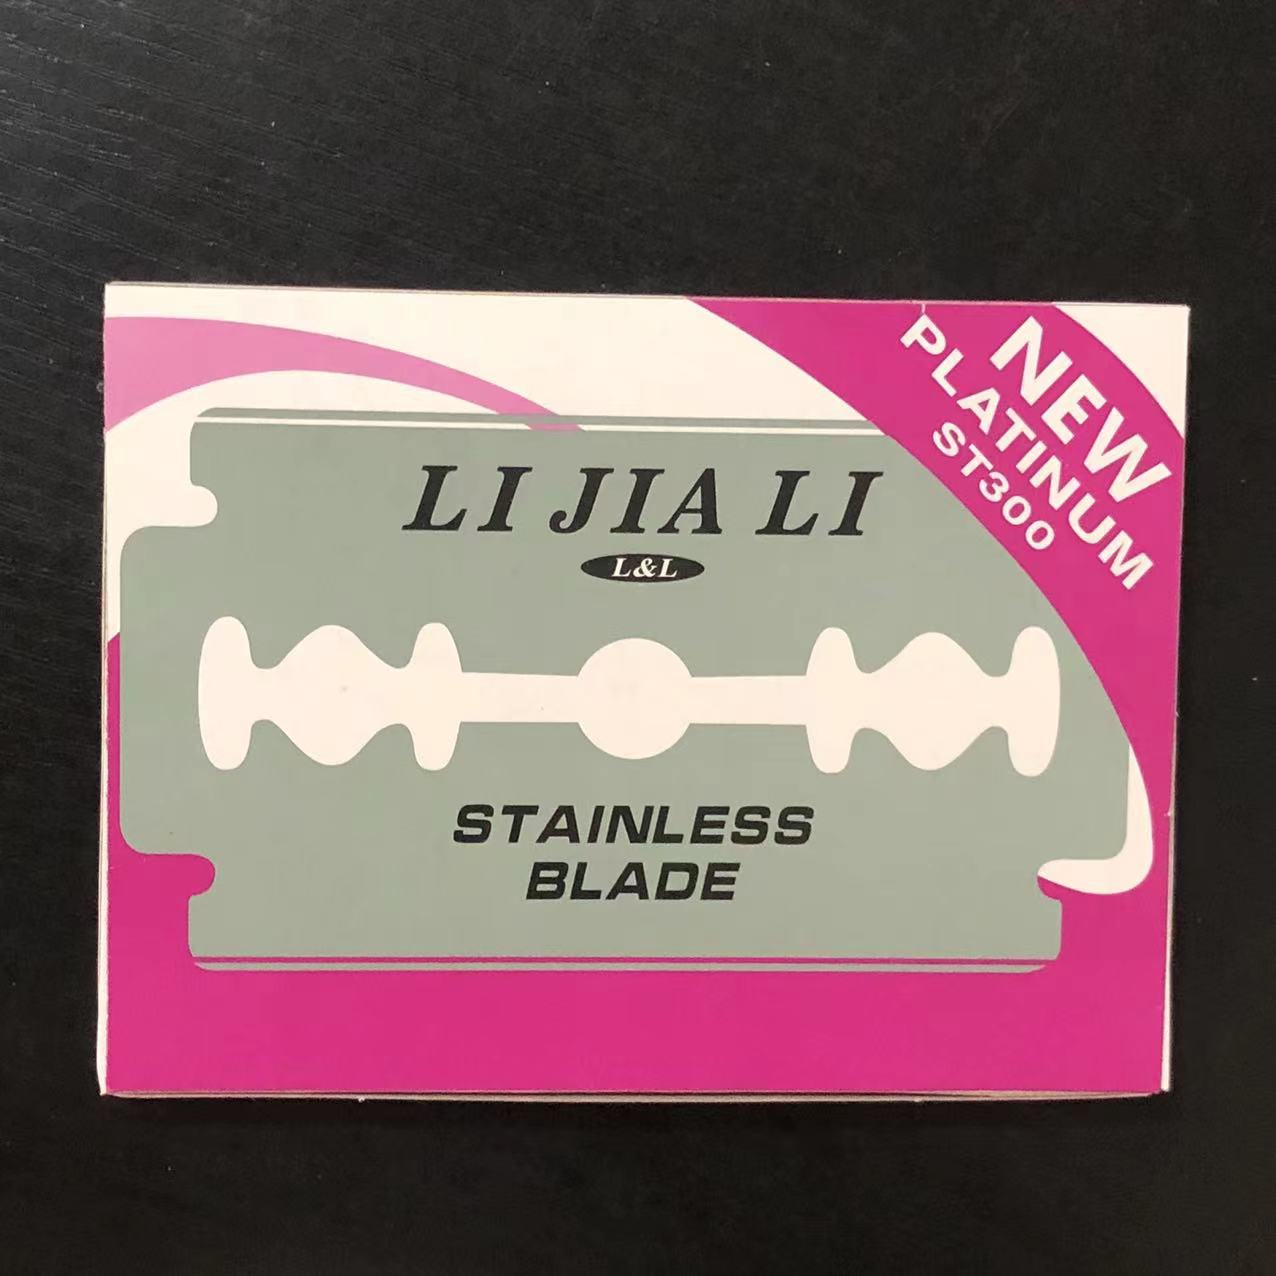 NEW
PLATINUM
ST300
LI JIA LI
L&L
STAINLESS
BLADE